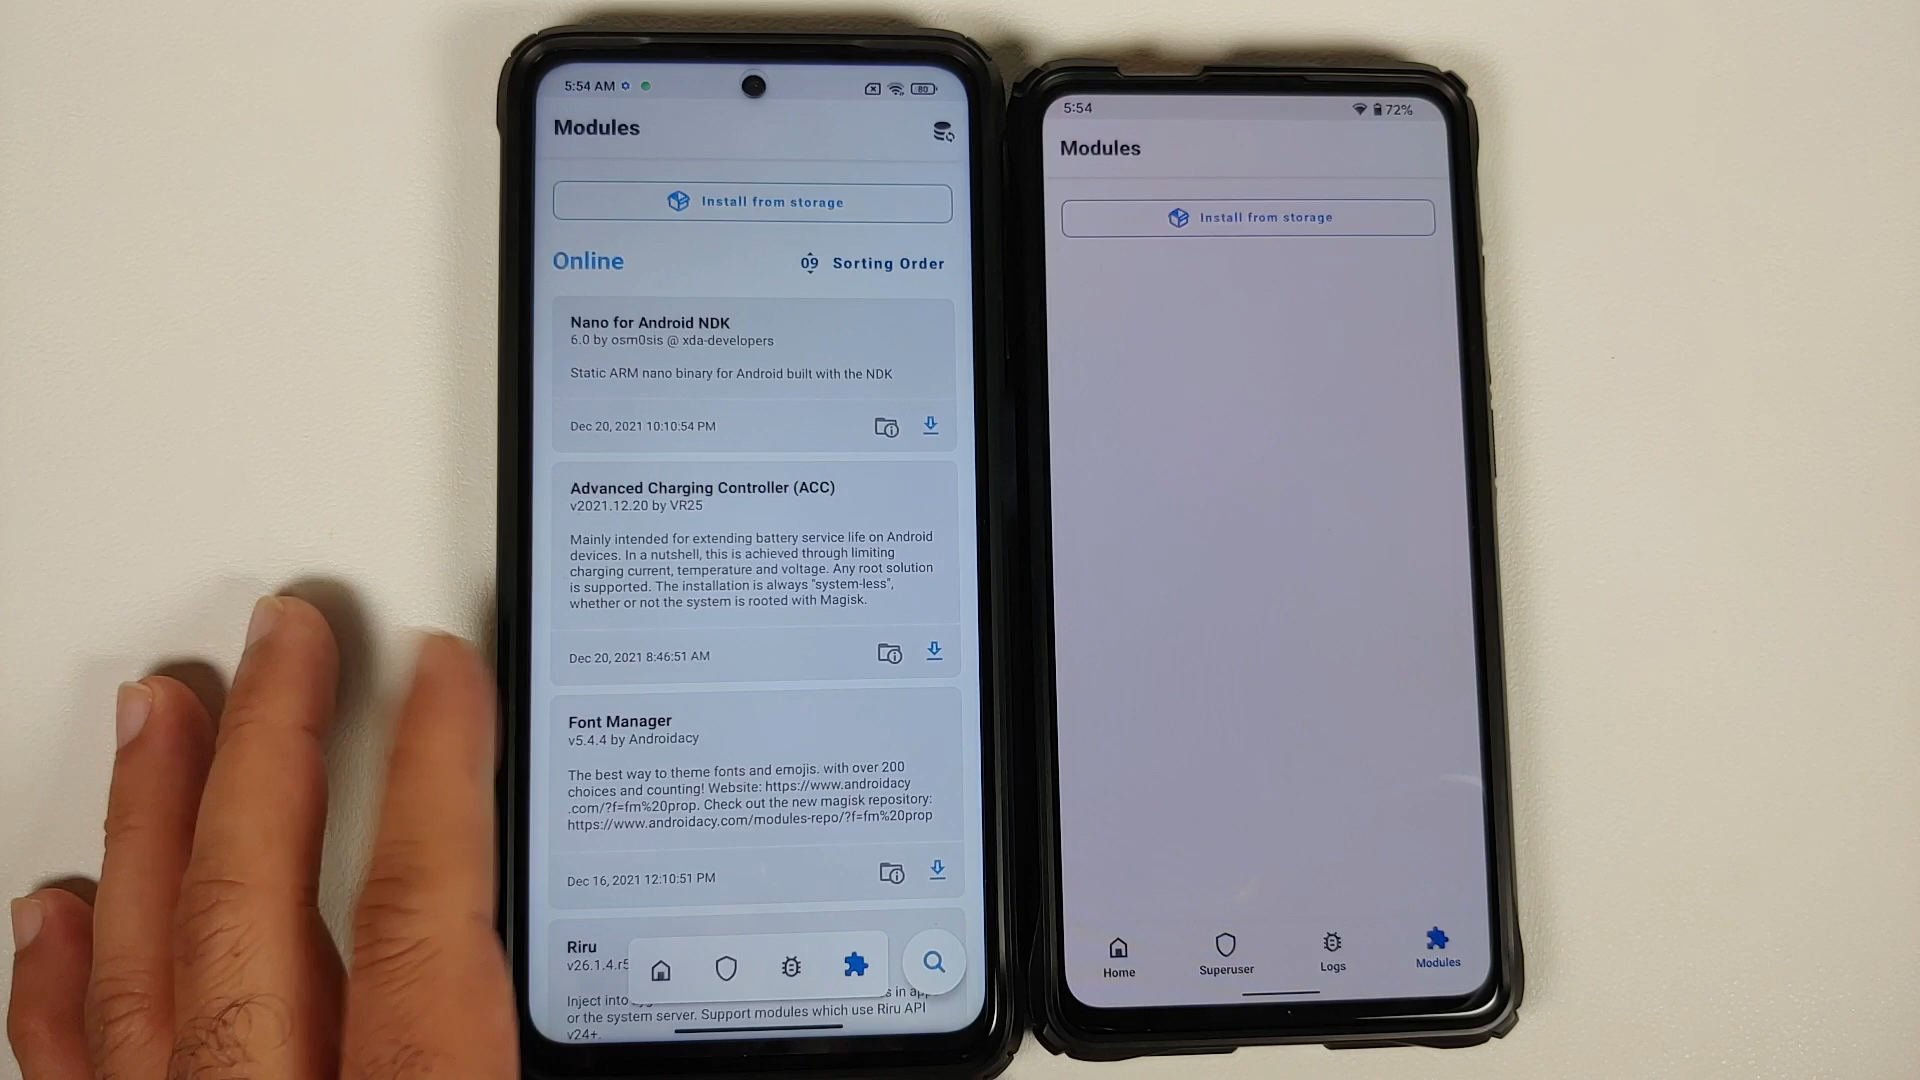 5:54 AM
80
Modules
Install from storage
Online
09 Sorting Order
Nano for Android NDK
6.0 by osm0sis @ xda-developers
Static ARM nano binary for Android built with the NDK
Dec 20, 2021 10:10:54 PM
Advanced Charging Controller (ACC)
v2021.12.20 by VR25
Mainly intended for extending battery service life on Android
devices. In a nutshell, this is achieved through limiting
charging current, temperature and voltage. Any root solution
is supported. The installation is always "system-less",
whether or not the system is rooted with Magisk.
Dec 20, 2021 8:46:51 AM
Font Manager
v5.4.4 by Androidacy
The best way to theme fonts and emojis. with over 200
choices and counting! Website: https://www.androidacy
.com/?f=fm%20prop. Check out the new magisk repository:
https://www.androidacy.com/modules-repo/?f=fm%20prop
Dec 16, 2021 12:10:51 PM
Riru
v26.1.4.r5
Inject into
in
or the system server. Support modules which use Riru API
v24+.
5:54
72%
Modules
Install from storage
Home
Superuser
Logs
Modules